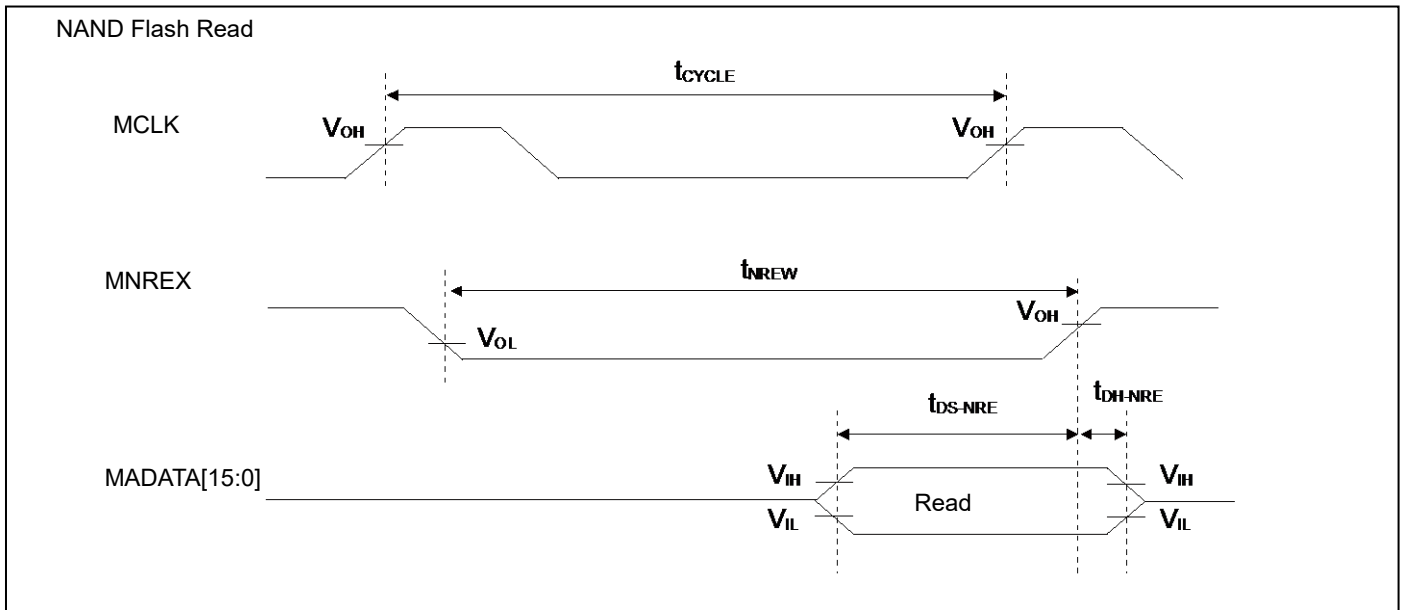 NAND Flash Read
tCYCLE
MCLK
VOH
VOH
MNREX
tNREW
VOL
VOH
tDS-NRE
tDH-NRE
MADATA[15:0]
VIH
VIL
Read
VIH
VIL